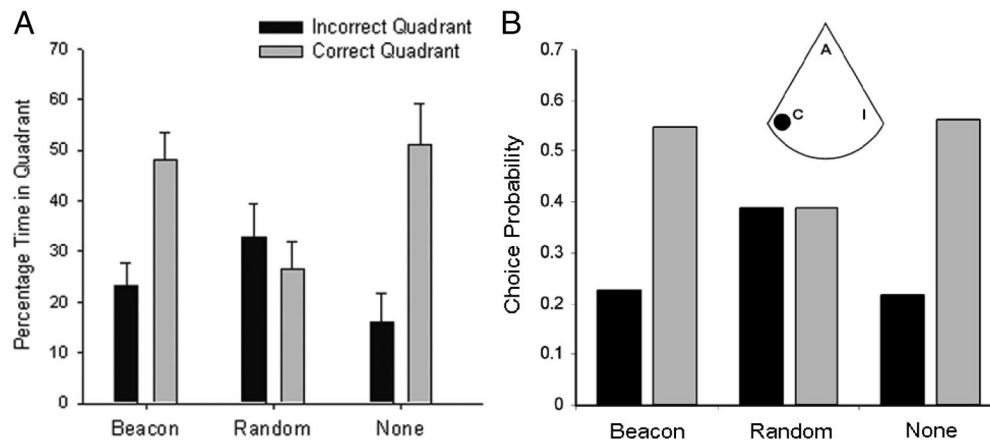 A
Incorrect Quadrant
Correct Quadrant
Percentage Time in Quadrant
70
60
50
40
30
20
10
0
Beacon Random None
B
Choice Probability
0.7
0.6
0.5
0.4
0.3
0.2
0.1
0
A
C I
Beacon Random None